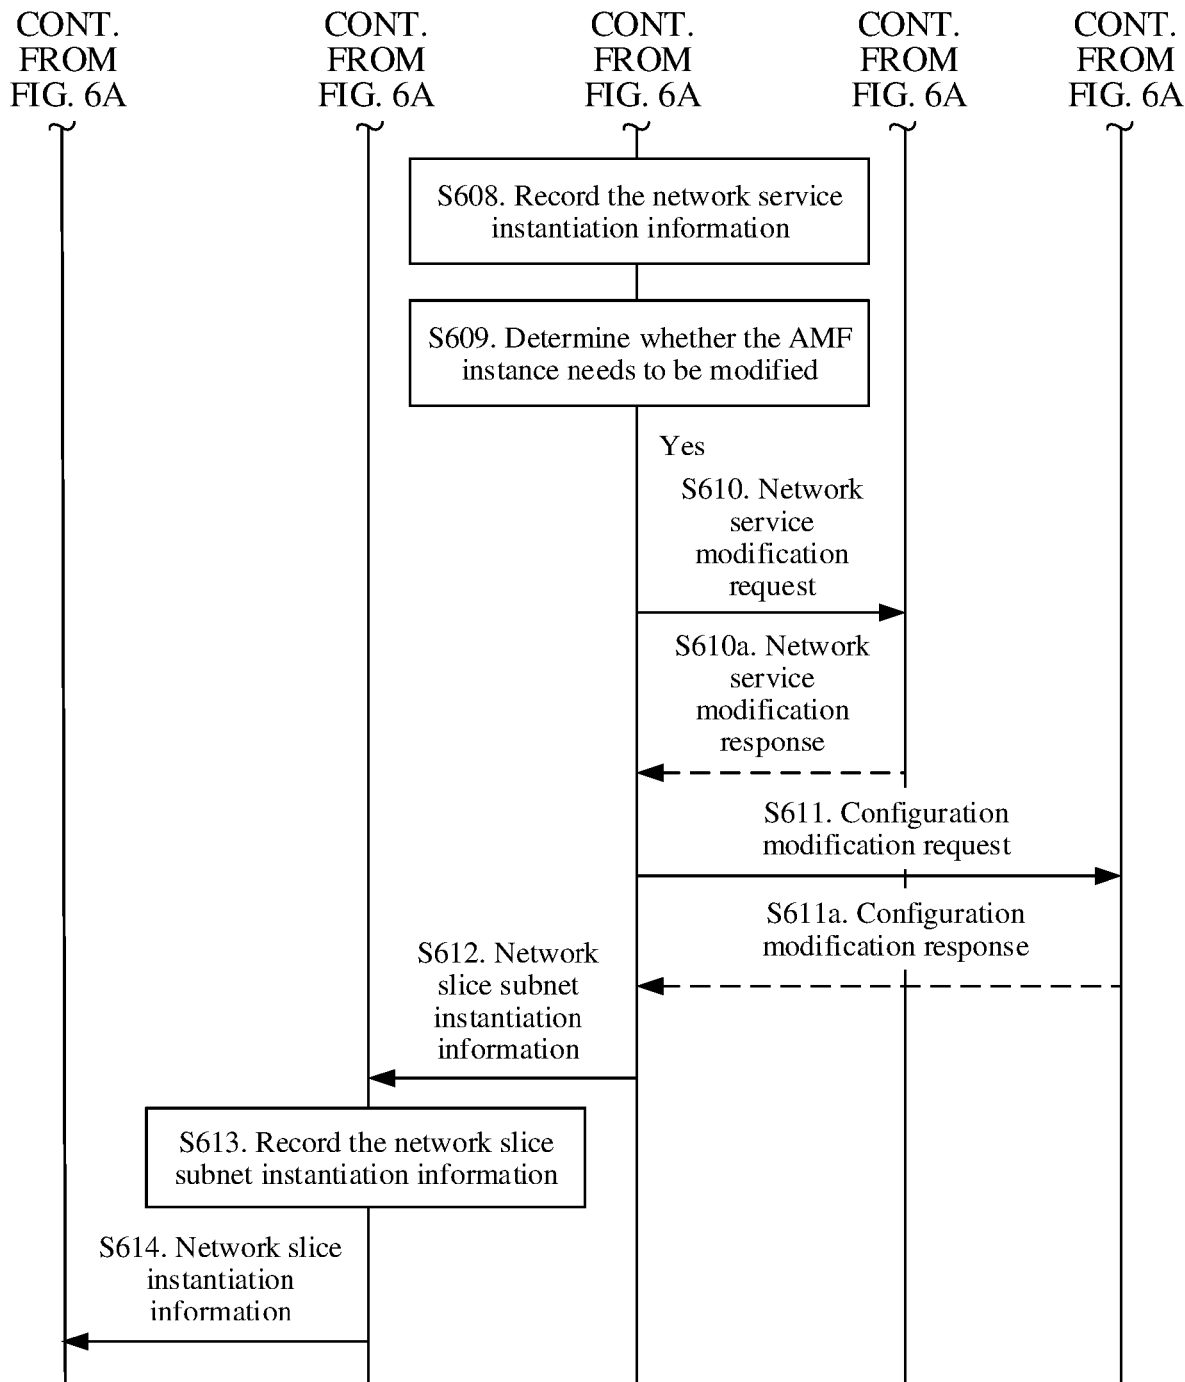 CONT.
FROM
FIG. 6A
CONT.
FROM
FIG. 6A
CONT.
FROM
FIG. 6A
CONT.
FROM
FIG. 6A
CONT.
FROM
FIG. 6A
S608. Record the network service
instantiation information
S609. Determine whether the AMF
instance needs to be modified
Yes
S610. Network
service
modification
request
S610a. Network
service
modification
response
S611. Configuration
modification request
S611a. Configuration
modification response
S612. Network
slice subnet
instantiation
information
S613. Record the network slice
subnet instantiation information
S614. Network slice
instantiation
information